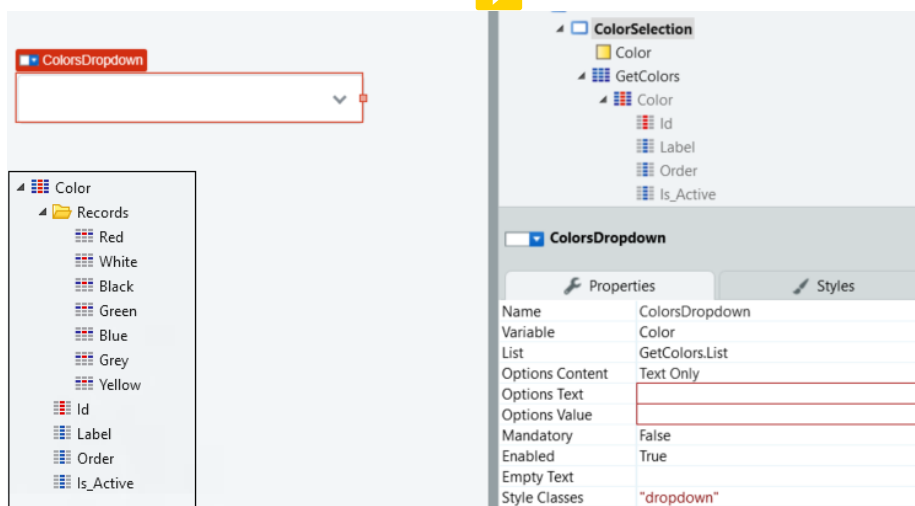 ColorsDropdown
Color
Records
Red
White
Black
Green
Blue
Grey
Yellow
Id
Label
Order
Is_Active
ColorSelection
Color
GetColors
Color
Id
Label
Order
Is_Active
ColorsDropdown
Properties
Styles
Name ColorsDropdown
Variable Color
List GetColors.List
Options Content Text Only
Options Text
Options Value
Mandatory False
Enabled True
Empty Text
Style Classes "dropdown"